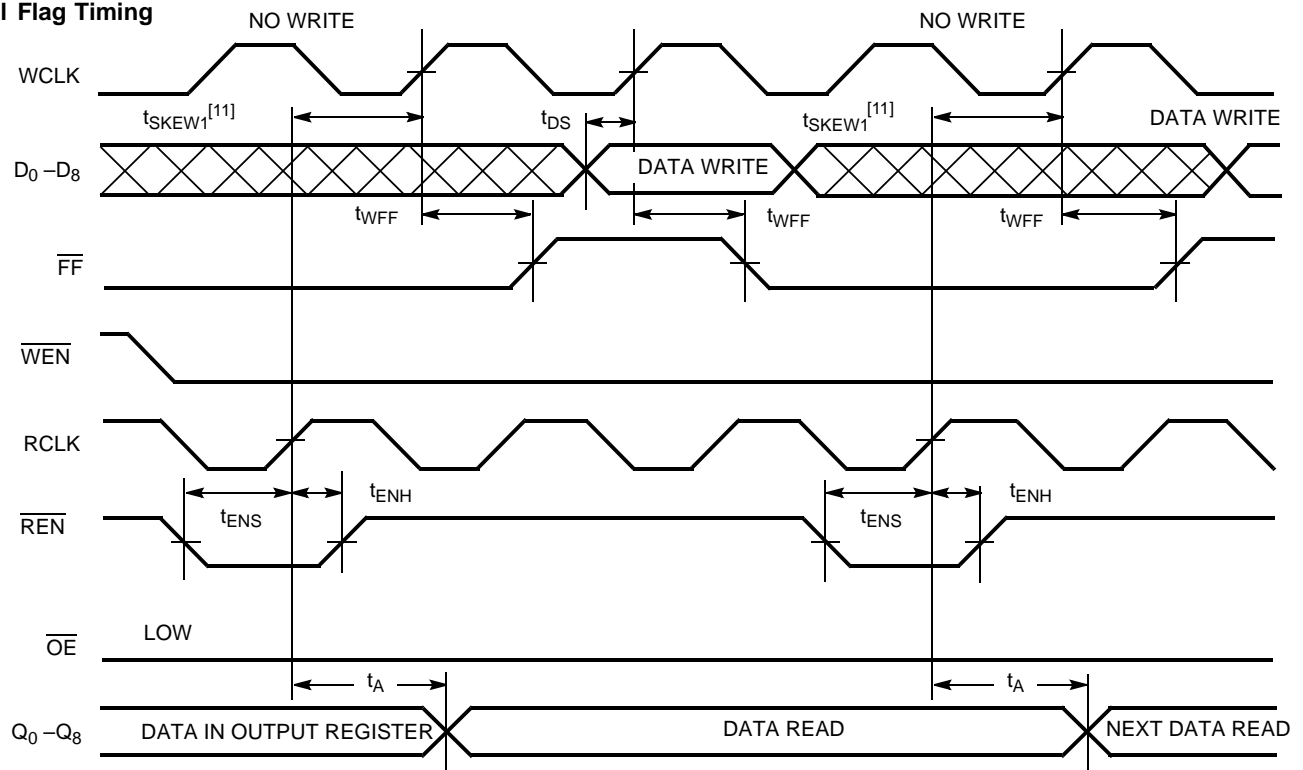 l Flag Timing
NO WRITE
NO WRITE
WCLK
tSKEW1[11]
tDS
tSKEW1[11]
DATA WRITE
D0 –D8
DATA WRITE
tWFF
tWFF
tWFF
FF
WEN
RCLK
tENS
tENH
tENS
tENH
REN
OE
LOW
tA
tA
Q0 –Q8
DATA IN OUTPUT REGISTER
DATA READ
NEXT DATA READ